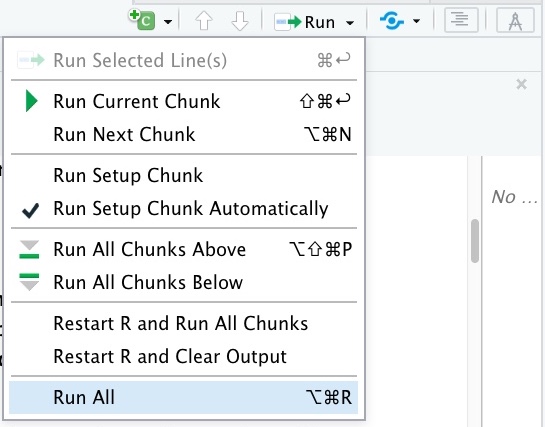 C Run
Run Selected Line(s) ⌘↩
Run Current Chunk ⇧⌘↩
Run Next Chunk ⌥⌘N
No ...
Run Setup Chunk
✓ Run Setup Chunk Automatically
Run All Chunks Above ⌥⇧⌘P
Run All Chunks Below
Restart R and Run All Chunks
Restart R and Clear Output
Run All ⌥⌘R